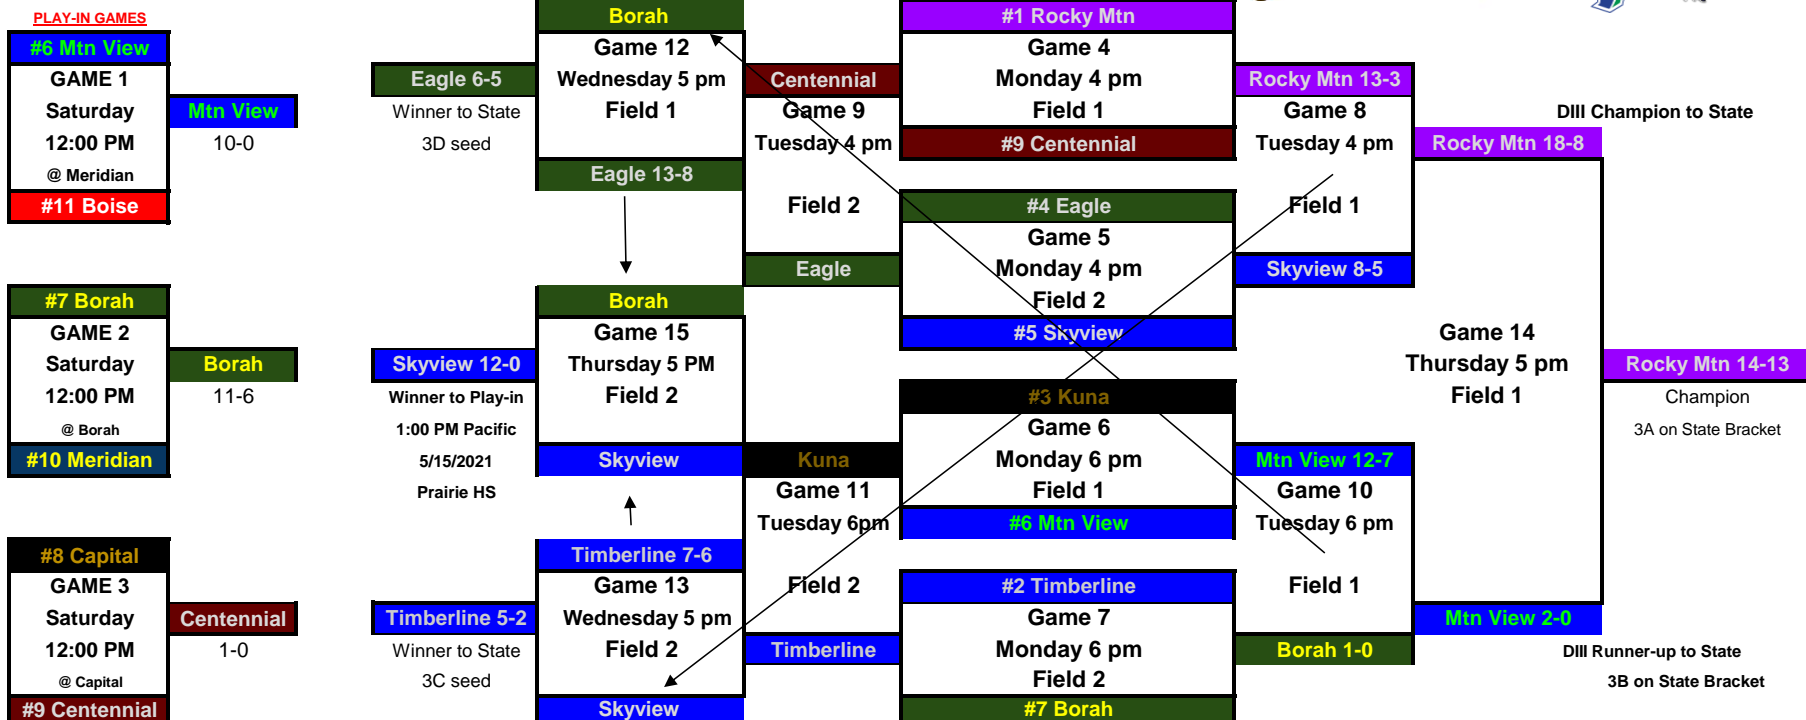 PLAY-IN GAMES
#6 Mtn View
GAME 1
Saturday
12:00 PM
@ Meridian
#11 Boise
Mtn View
10-0
#7 Borah
GAME 2
Saturday
12:00 PM
@ Borah
#10 Meridian
Borah
11-6
#8 Capital
GAME 3
Saturday
12:00 PM
@ Capital
#9 Centennial
Centennial
1-0
Eagle 6-5
Winner to State
3D seed
Skyview 12-0
Winner to Play-in
1:00 PM Pacific
5/15/2021
Prairie HS
Timberline 5-2
Winner to State
3C seed
Borah
Game 12
Wednesday 5 pm
Field 1
Eagle 13-8
Borah
Game 15
Thursday 5 PM
Field 2
Skyview
Timberline 7-6
Game 13
Wednesday 5 pm
Field 2
Skyview
Centennial
Game 9
Tuesday 4 pm
Field 2
Eagle
Kuna
Game 11
Tuesday 6pm
Field 2
Timberline
#1 Rocky Mtn
Game 4
Monday 4 pm
Field 1
#9 Centennial
#4 Eagle
Game 5
Monday 4 pm
Field 2
#5 Skyview
#3 Kuna
Game 6
Monday 6 pm
Field 1
#6 Mtn View
#2 Timberline
Game 7
Monday 6 pm
Field 2
#7 Borah
Rocky Mtn 13-3
Game 8
Tuesday 4 pm
Field 1
Skyview 8-5
Mtn View 12-7
Game 10
Tuesday 6 pm
Field 1
Borah 1-0
DIII Champion to State
Rocky Mtn 18-8
Game 14
Thursday 5 pm
Field 1
Mtn View 2-0
Rocky Mtn 14-13
Champion
3A on State Bracket
DIII Runner-up to State
3B on State Bracket